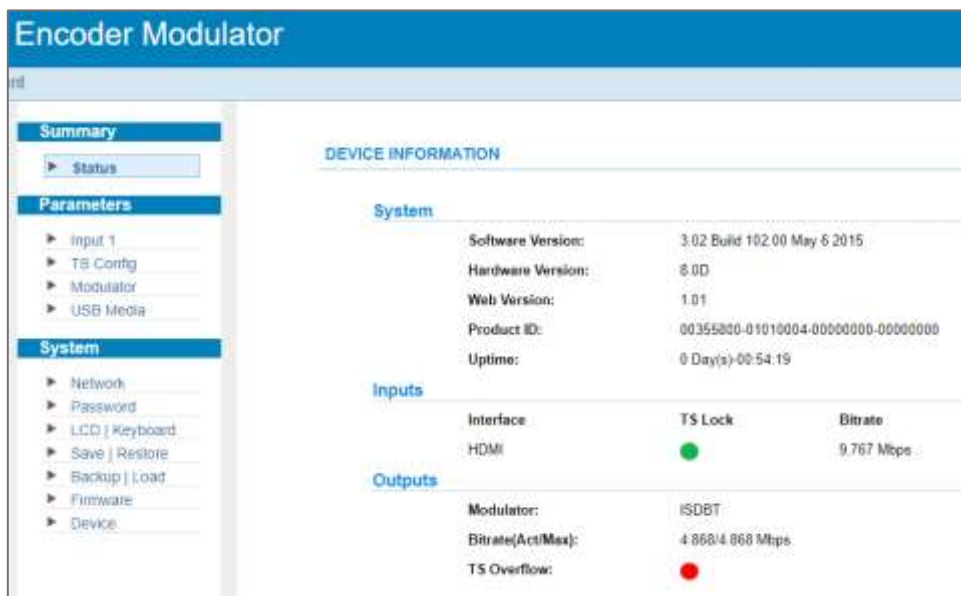 Encoder Modulator
Summary
Status
Parameters
Input 1
TS Config
Modulator
USB Media
System
Network
Password
LCD | Keyboard
Save | Restore
Backup | Load
Firmware
Device
DEVICE INFORMATION
System
Software Version: 3.02 Build 102.00 May 6 2015
Hardware Version: 8.0D
Web Version: 1.01
Product ID: 00355800-01010004-00000000-00000000
Uptime: 0 Day(s)-00:54:19
Inputs
Interface TS Lock Bitrate
HDMI 9.767 Mbps
Outputs
Modulator: ISDBT
Bitrate(Act/Max): 4.868/4.868 Mbps
TS Overflow: